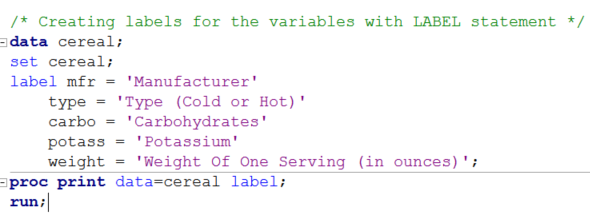 /* Creating labels for the variables with LABEL statement */
data cereal;
set cereal;
label mfr = 'Manufacturer'
type = 'Type (Cold or Hot)'
carbo = 'Carbohydrates'
potass = 'Potassium'
weight = 'Weight Of One Serving (in ounces)';
proc print data=cereal label;
run;